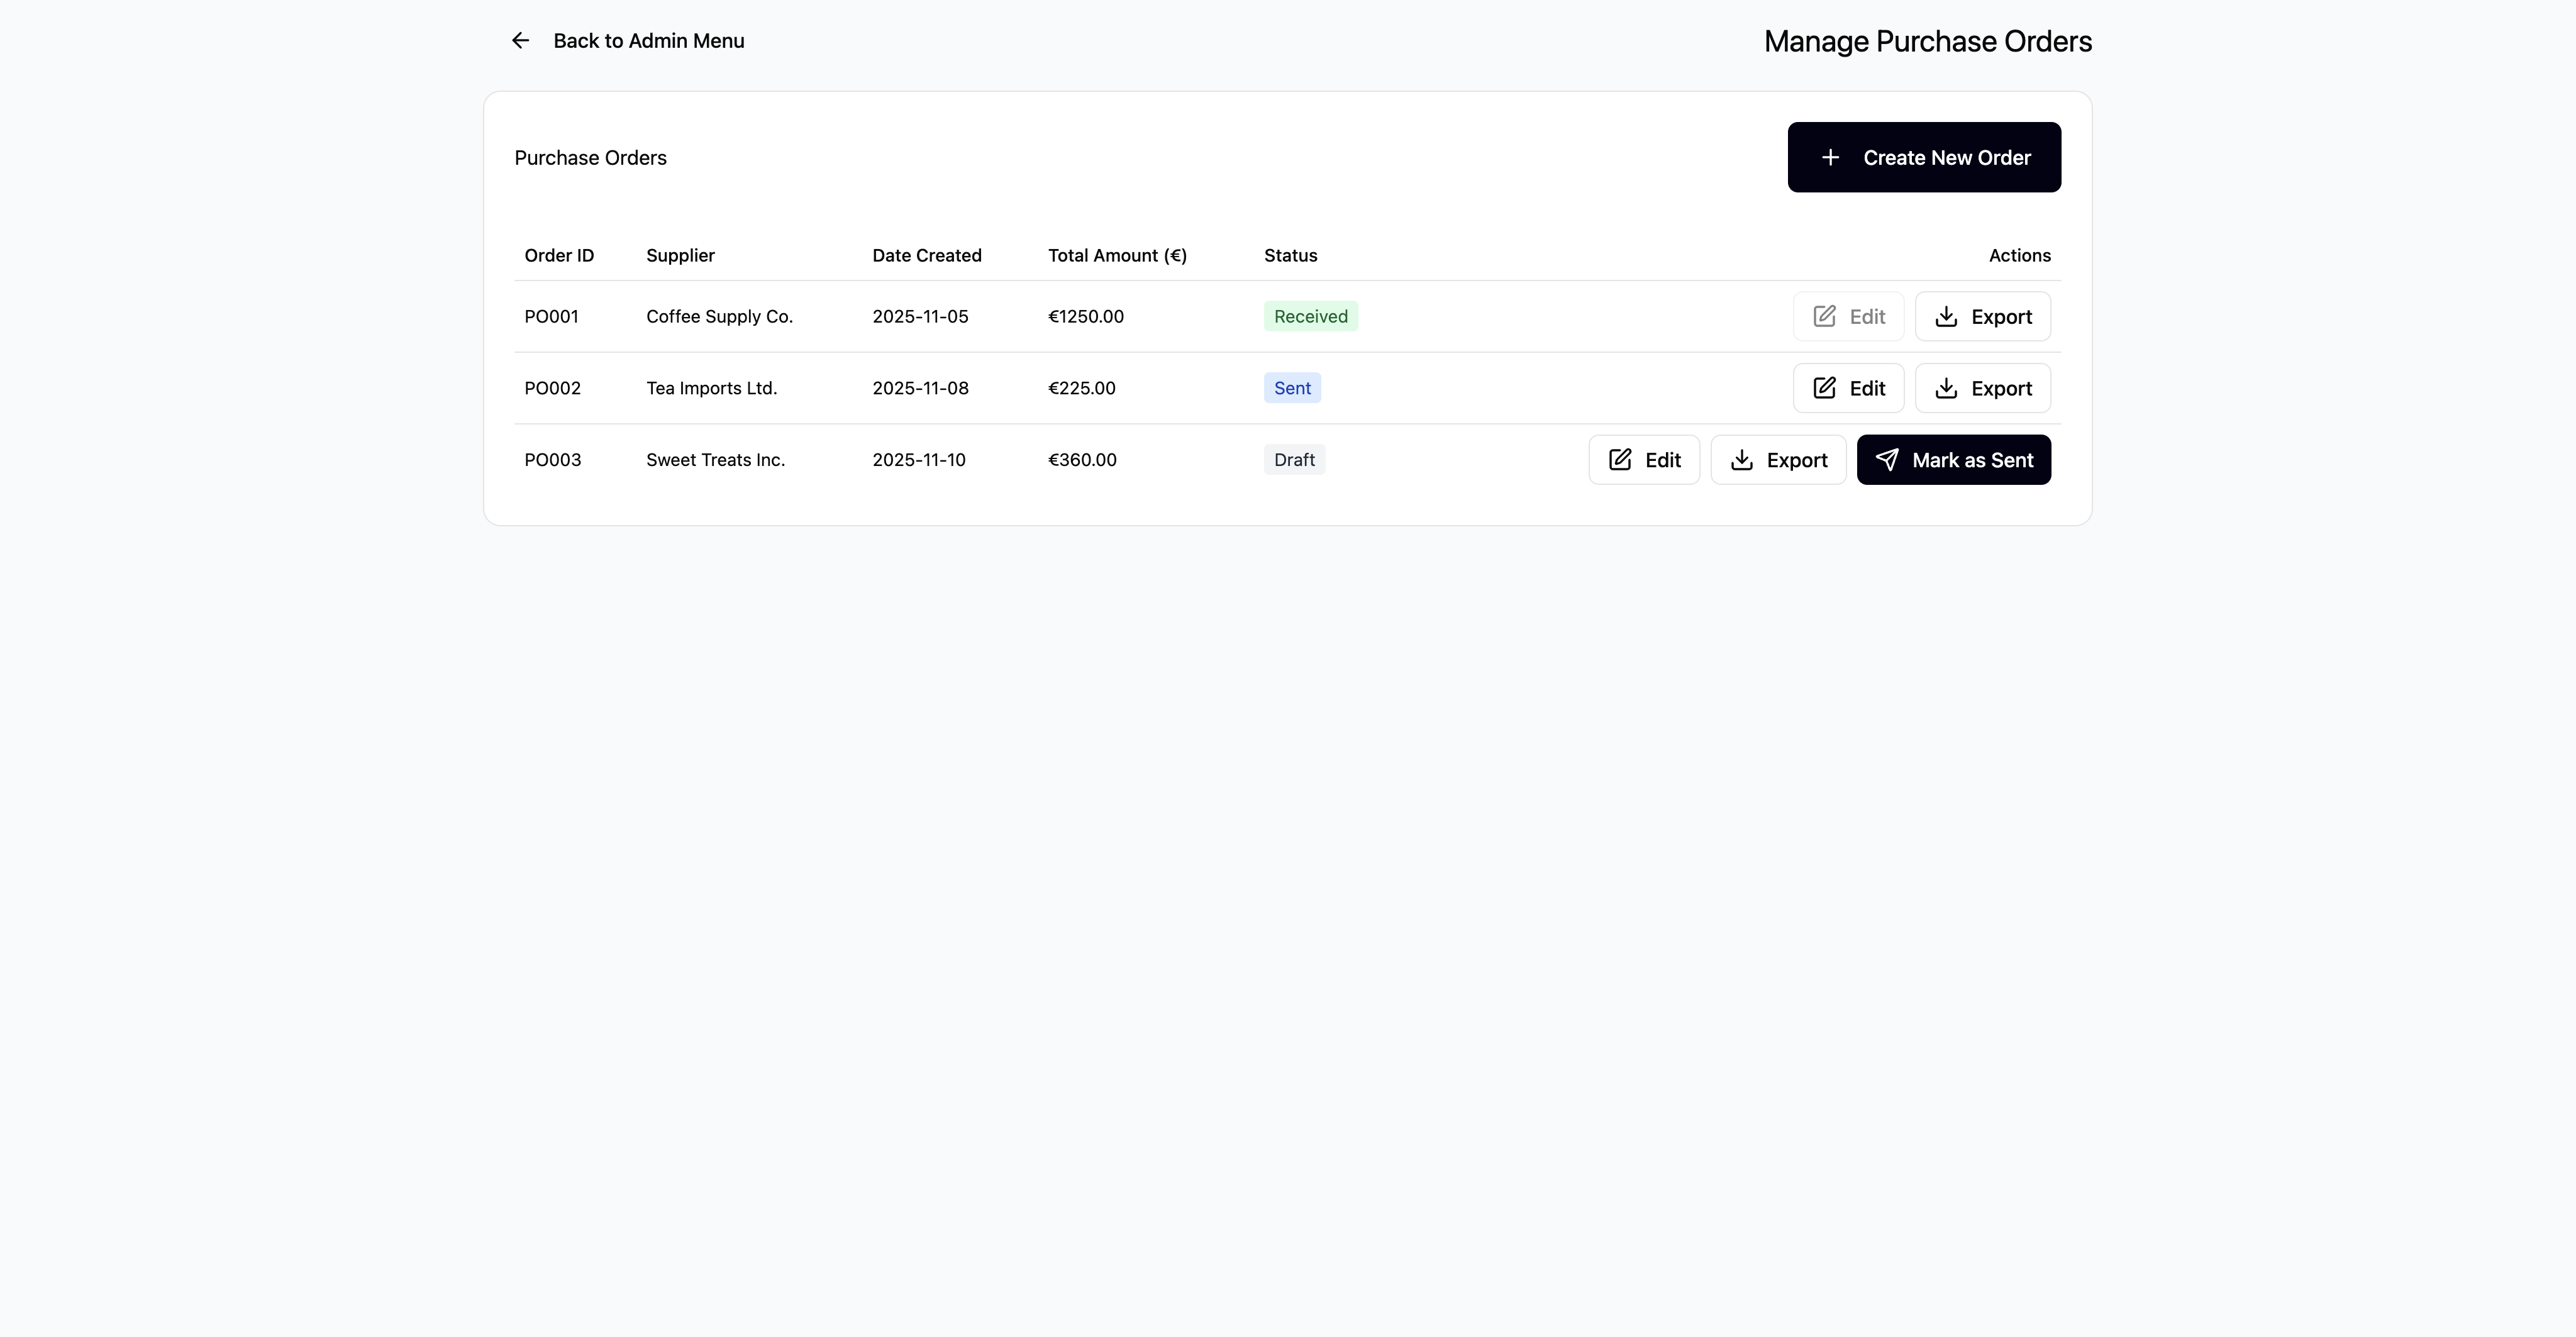 Back to Admin Menu
Manage Purchase Orders
Purchase Orders
Create New Order
Order ID Supplier Date Created Total Amount (€) Status Actions
PO001 Coffee Supply Co. 2025-11-05 €1250.00 Received Edit Export
PO002 Tea Imports Ltd. 2025-11-08 €225.00 Sent Edit Export
PO003 Sweet Treats Inc. 2025-11-10 €360.00 Draft Edit Export Mark as Sent